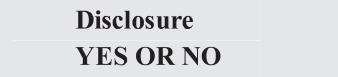 Disclosure
YES OR NO